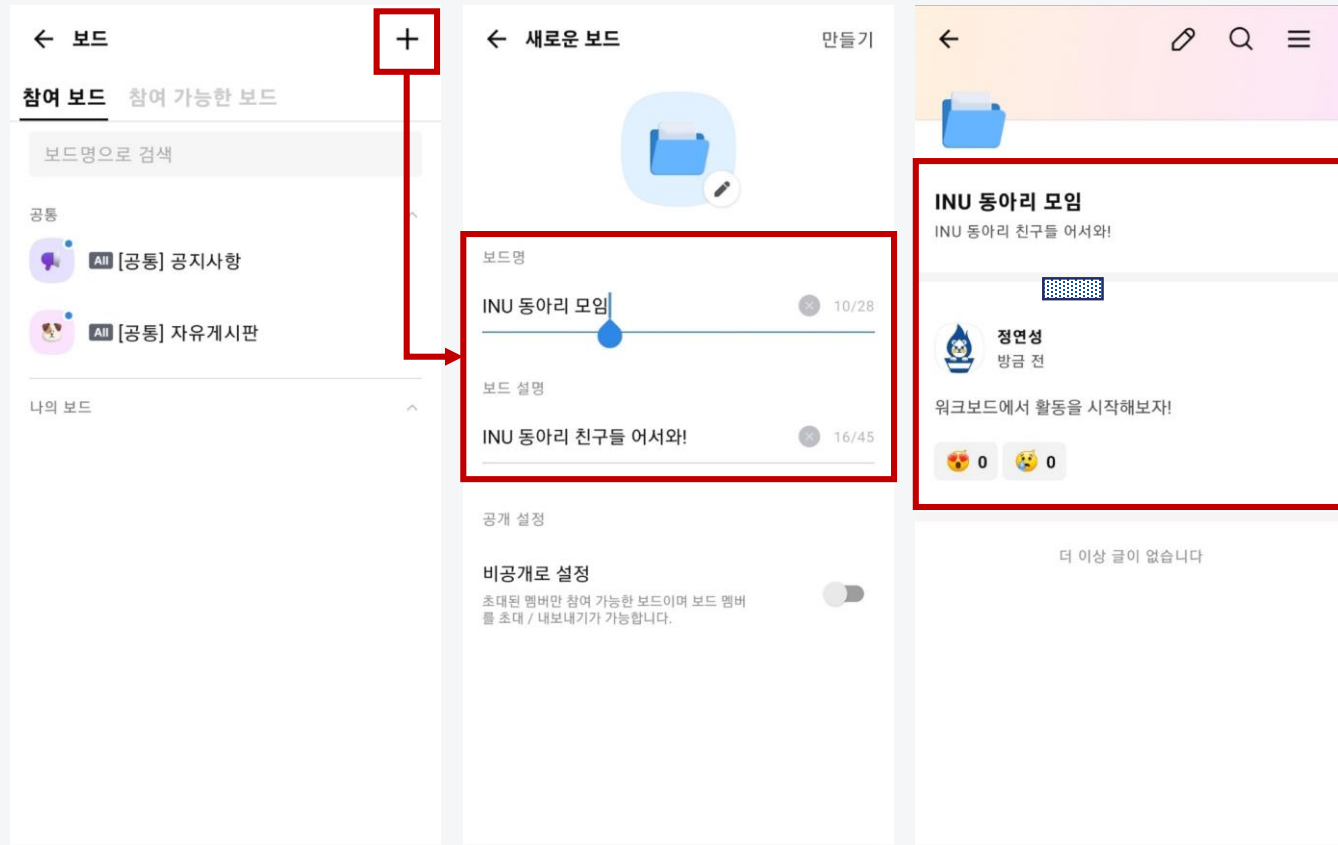 보드
참여 보드 참여 가능한 보드
보드명으로 검색
공통
All [공통] 공지사항
All [공통] 자유게시판
나의 보드
새로운 보드 만들기
보드명
INU 동아리 모임 10/28
보드 설명
INU 동아리 친구들 어서와! 16/45
공개 설정
비공개로 설정
초대된 멤버만 참여 가능한 보드이며 보드 멤버
를 초대 / 내보내기가 가능합니다.
INU 동아리 모임
INU 동아리 친구들 어서와!
정연성
방금 전
워크보드에서 활동을 시작해보자!
0 0
더 이상 글이 없습니다